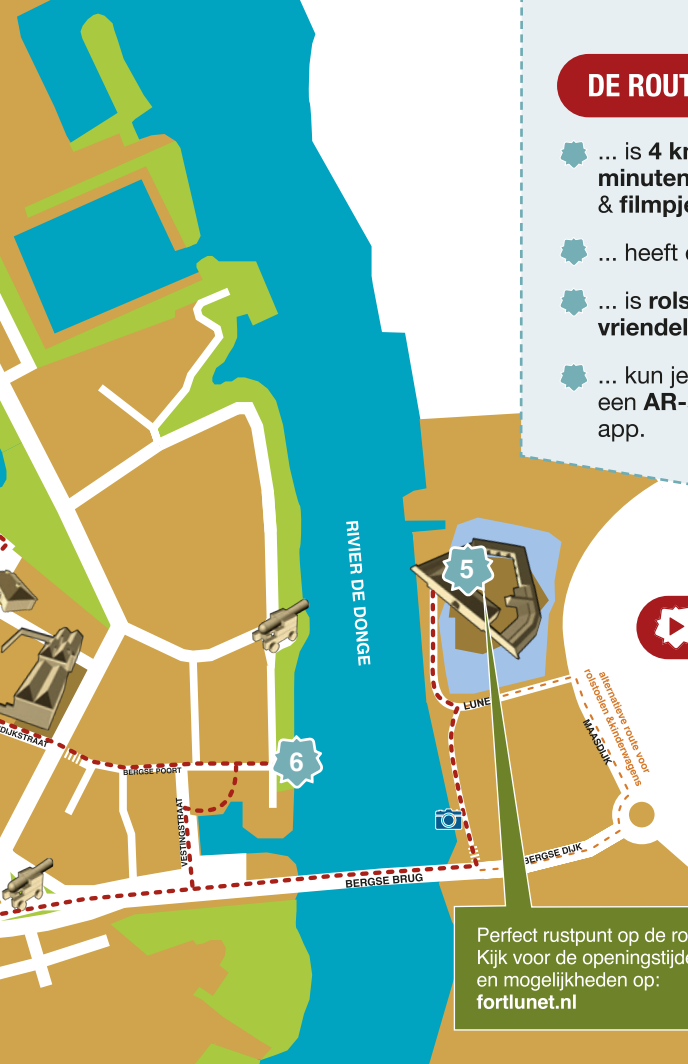 DE ROUT
... is 4 km
minuten
& filmpje
... heeft
... is rols
vriendel
... kun je
een AR-
app.
RIVIER DE DONGE
5
LUNE
alternatieve route voor
rolstoelen &kinderwagens
MAASDIJK
DIJKSTRAAT
BERGSE POORT
6
VESTINGSTRAAT
BERGSE DIJK
BERGSE BRUG
Perfect rustpunt op de ro
Kijk voor de openingstijde
en mogelijkheden op:
fortlunet.nl